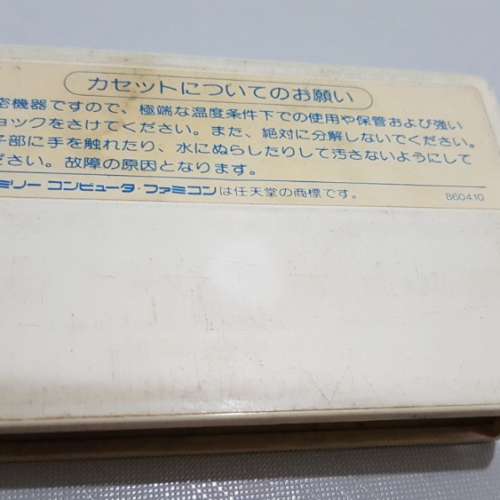 カセットについてのお願い
密機器ですので、極端な温度条件下での使用や保管および強い
ョックをさけてください。また、絶対に分解しないでください。
子部に手を触れたり、水にぬらしたりして汚さないようにして
ださい。故障の原因となります。
ミリー コンピュータ・ファミコンは任天堂の商標です。
860410